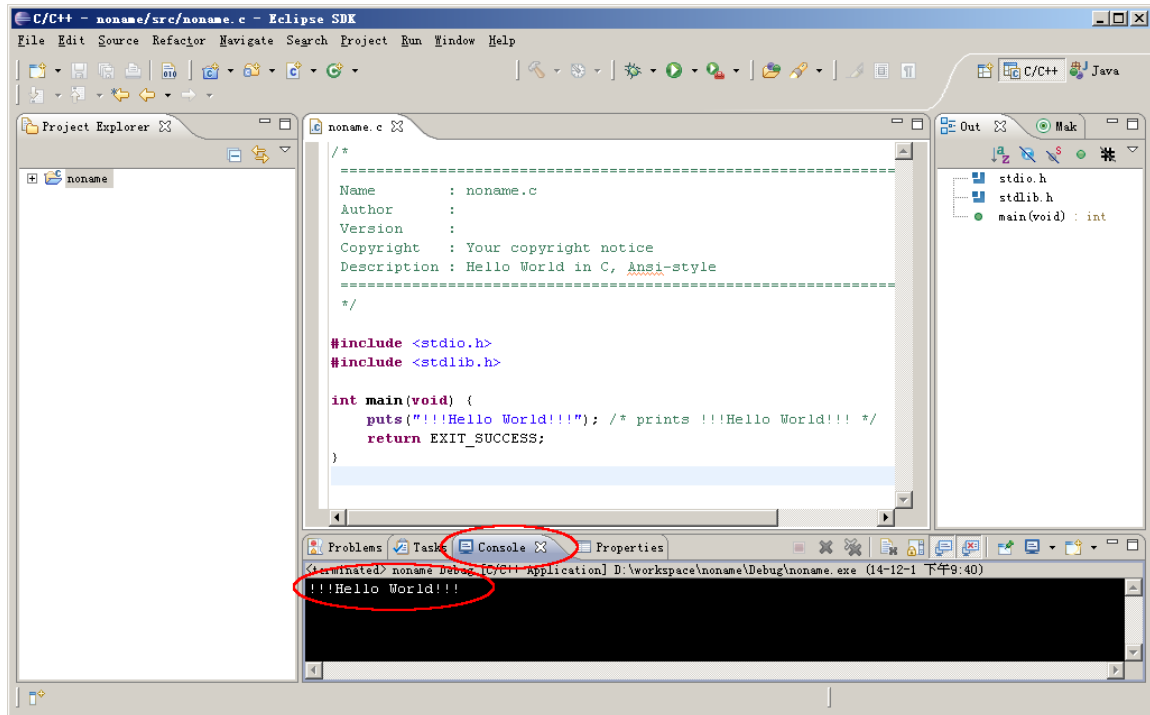 C/C++ - noname/src/noname.c - Eclipse SDK
File Edit Source Refactor Navigate Search Project Run Window Help
C/C++ Java
Project Explorer
noname
noname.c
/*
============================================================================
Name : noname.c
Author :
Version :
Copyright : Your copyright notice
Description : Hello World in C, Ansi-style
============================================================================
*/
#include <stdio.h>
#include <stdlib.h>
int main(void) {
puts("!!!Hello World!!!"); /* prints !!!Hello World!!! */
return EXIT_SUCCESS;
}
Out Mak
stdio.h
stdlib.h
main(void) : int
Problems Tasks Console Properties
<terminated> noname Debug [C/C++ Application] D:\workspace\noname\Debug\noname.exe (14-12-1 下午9:40)
!!!Hello World!!!